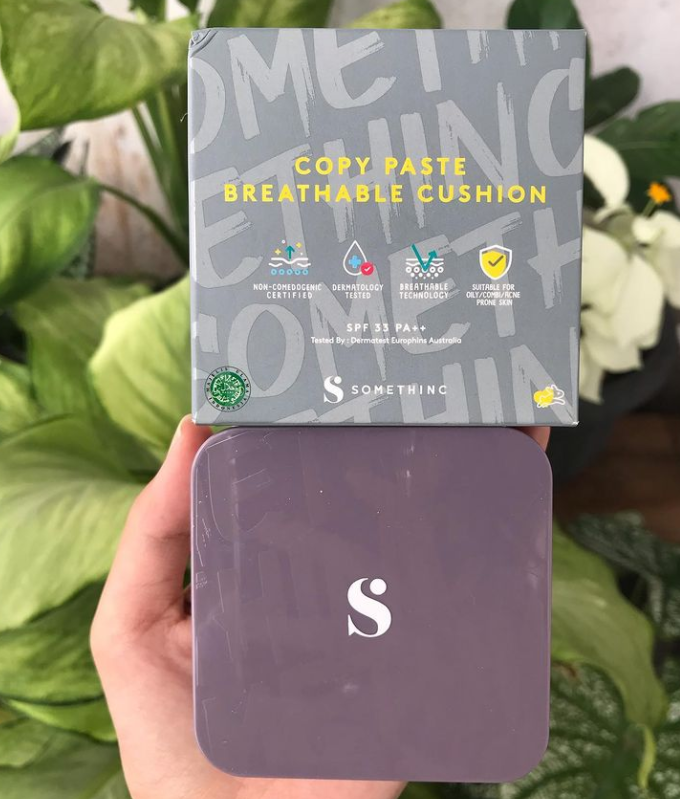 COPY PASTE
BREATHABLE CUSHION
NON-COMEDOGENIC
CERTIFIED
DERMATOLOGY
TESTED
BREATHABLE
TECHNOLOGY
SUITABLE FOR
OILY/COMBI/ACNE
PRONE SKIN
SPF 33 PA++
Tested By : Dermatest Europhins Australia
S SOMETHINC
S